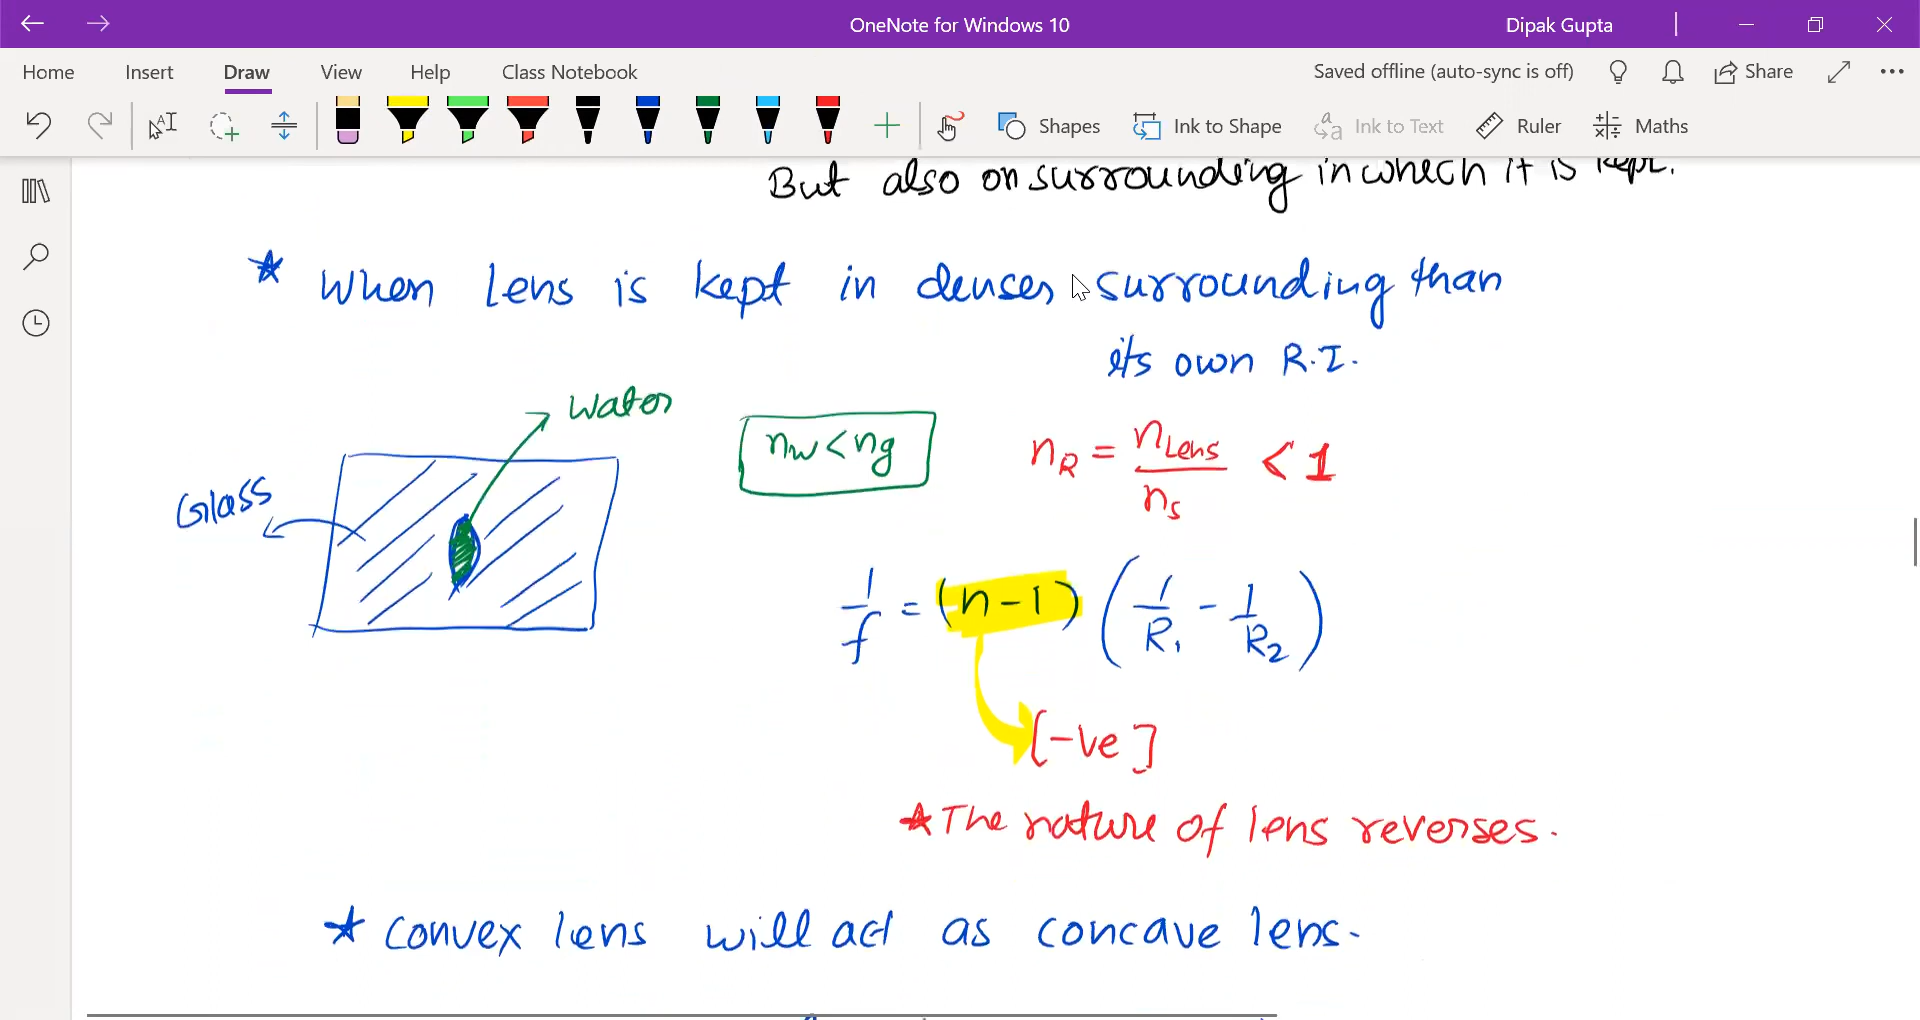 OneNote for Windows 10
Dipak Gupta
Home Insert Draw View Help Class Notebook
Saved offline (auto-sync is off) Share
Shapes Ink to Shape Ink to Text Ruler Maths
But also on surrounding in which it is kept.
* When Lens is kept in denser surrounding than
its own R.I.
Water
Glass
nw < ng
nR = nLens / ns < 1
1/f = (n-1) (1/R1 - 1/R2)
[-ve]
* The nature of lens reverses.
* convex lens will act as concave lens.